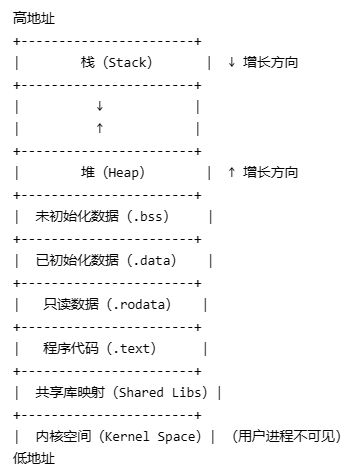 高地址
+-----------------------+
|        栈（Stack）       |  ↓ 增长方向
+-----------------------+
|          ↓            |
|          ↑            |
+-----------------------+
|        堆（Heap）        |  ↑ 增长方向
+-----------------------+
|  未初始化数据（.bss）     |
+-----------------------+
|  已初始化数据（.data）    |
+-----------------------+
|   只读数据（.rodata）    |
+-----------------------+
|   程序代码（.text）      |
+-----------------------+
|  共享库映射（Shared Libs）|
+-----------------------+
|  内核空间（Kernel Space）|  （用户进程不可见）
低地址